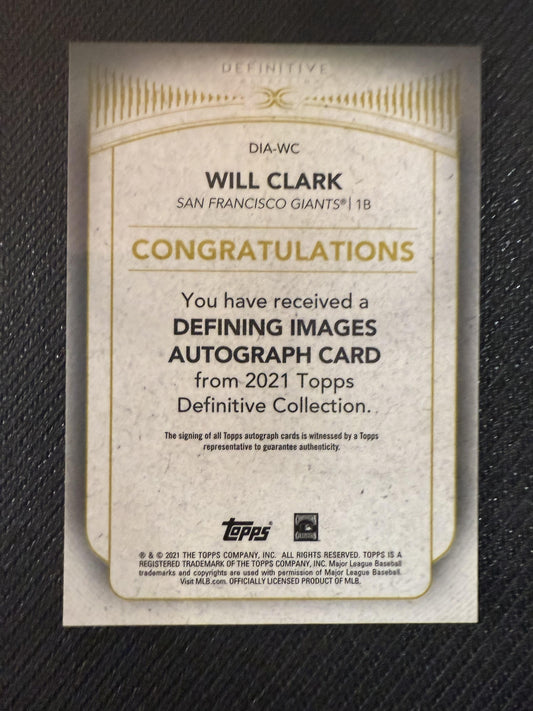 DEFINITIVE
DIA-WC
WILL CLARK
SAN FRANCISCO GIANTS® | 1B
CONGRATULATIONS
You have received a
DEFINING IMAGES
AUTOGRAPH CARD
from 2021 Topps
Definitive Collection.
The signing of all Topps autograph cards is witnessed by a Topps
representative to guarantee authenticity.
Topps
® & © 2021 THE TOPPS COMPANY, INC. ALL RIGHTS RESERVED. TOPPS IS A
REGISTERED TRADEMARK OF THE TOPPS COMPANY, INC. Major League Baseball
trademarks and copyrights are used with permission of Major League Baseball.
Visit MLB.com. OFFICIALLY LICENSED PRODUCT OF MLB.